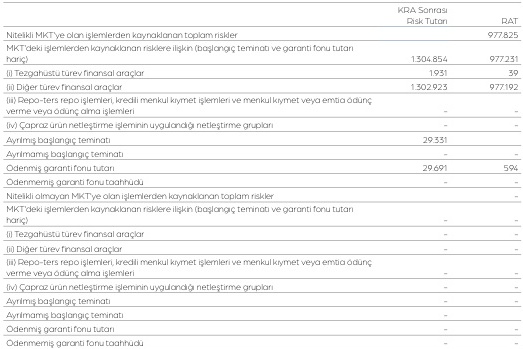 KRA Sonrası
Risk Tutarı RAT
Nitelikli MKT'ye olan işlemlerden kaynaklanan toplam riskler 977.825
MKT'deki işlemlerden kaynaklanan risklere ilişkin (başlangıç teminatı ve garanti fonu tutarı
hariç) 1.304.854 977.231
(i) Tezgahüstü türev finansal araçlar 1.931 39
(ii) Diğer türev finansal araçlar 1.302.923 977.192
(iii) Repo-ters repo işlemleri, kredili menkul kıymet işlemleri ve menkul kıymet veya emtia ödünç
verme veya ödünç alma işlemleri – –
(iv) Çapraz ürün netleştirme işleminin uygulandığı netleştirme grupları – –
Ayrılmış başlangıç teminatı 29.331
Ayrılmamış başlangıç teminatı – –
Ödenmiş garanti fonu tutarı 29.691 594
Ödenmemiş garanti fonu taahhüdü – –
Nitelikli olmayan MKT'ye olan işlemlerden kaynaklanan toplam riskler –
MKT'deki işlemlerden kaynaklanan risklere ilişkin (başlangıç teminatı ve garanti fonu tutarı
hariç) – –
(i) Tezgahüstü türev finansal araçlar – –
(ii) Diğer türev finansal araçlar – –
(iii) Repo-ters repo işlemleri, kredili menkul kıymet işlemleri ve menkul kıymet veya emtia ödünç
verme veya ödünç alma işlemleri – –
(iv) Çapraz ürün netleştirme işleminin uygulandığı netleştirme grupları – –
Ayrılmış başlangıç teminatı – –
Ayrılmamış başlangıç teminatı – –
Ödenmiş garanti fonu tutarı – –
Ödenmemiş garanti fonu taahhüdü – –